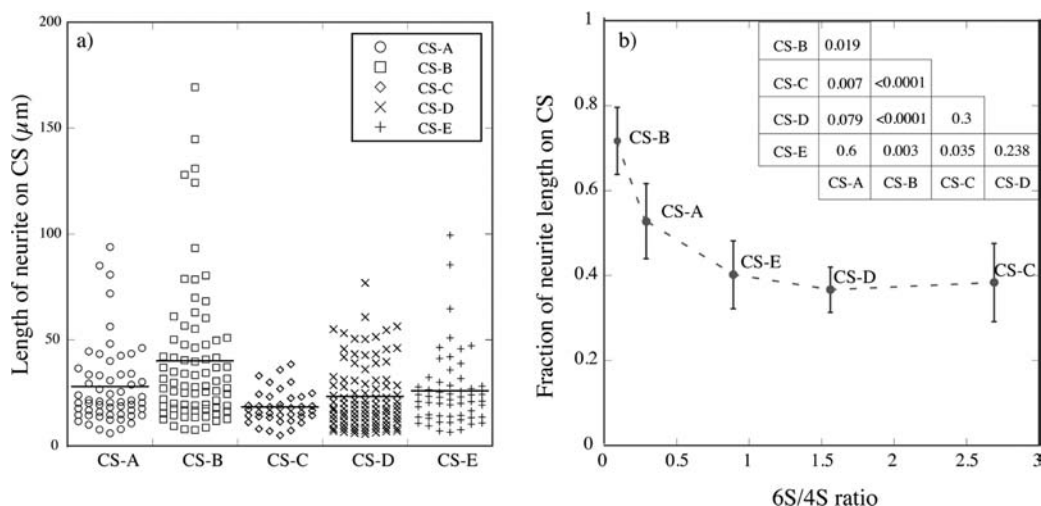 a)
CS-A
CS-B
CS-C
CS-D
CS-E
Length of neurite on CS (µm)
200
150
100
50
0
CS-A CS-B CS-C CS-D CS-E
b)
Fraction of neurite length on CS
1
0.8
0.6
0.4
0.2
0
CS-B 0.019
CS-C 0.007 <0.0001
CS-D 0.079 <0.0001 0.3
CS-E 0.6 0.003 0.035 0.238
CS-A CS-B CS-C CS-D
CS-B
CS-A
CS-E
CS-D
CS-C
0 0.5 1 1.5 2 2.5 3
6S/4S ratio